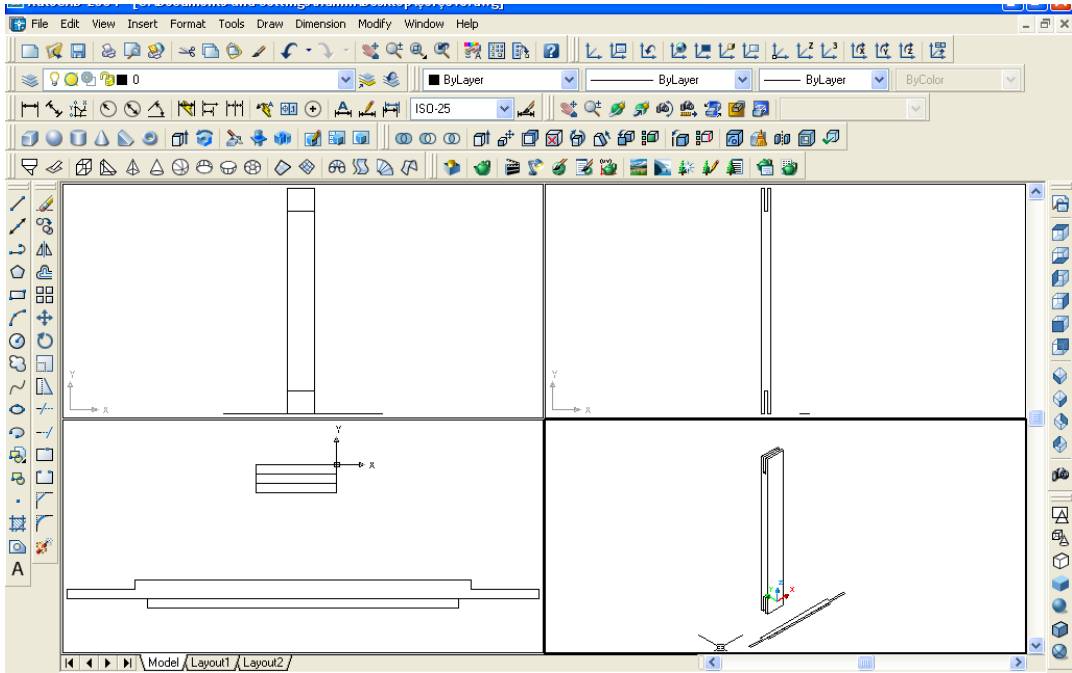 File Edit View Insert Format Tools Draw Dimension Modify Window Help
0 ByLayer ByLayer ByLayer ByColor
ISO-25
A
Y
X
Y
X
Y
X
Z
Y
X
Model Layout1 Layout2